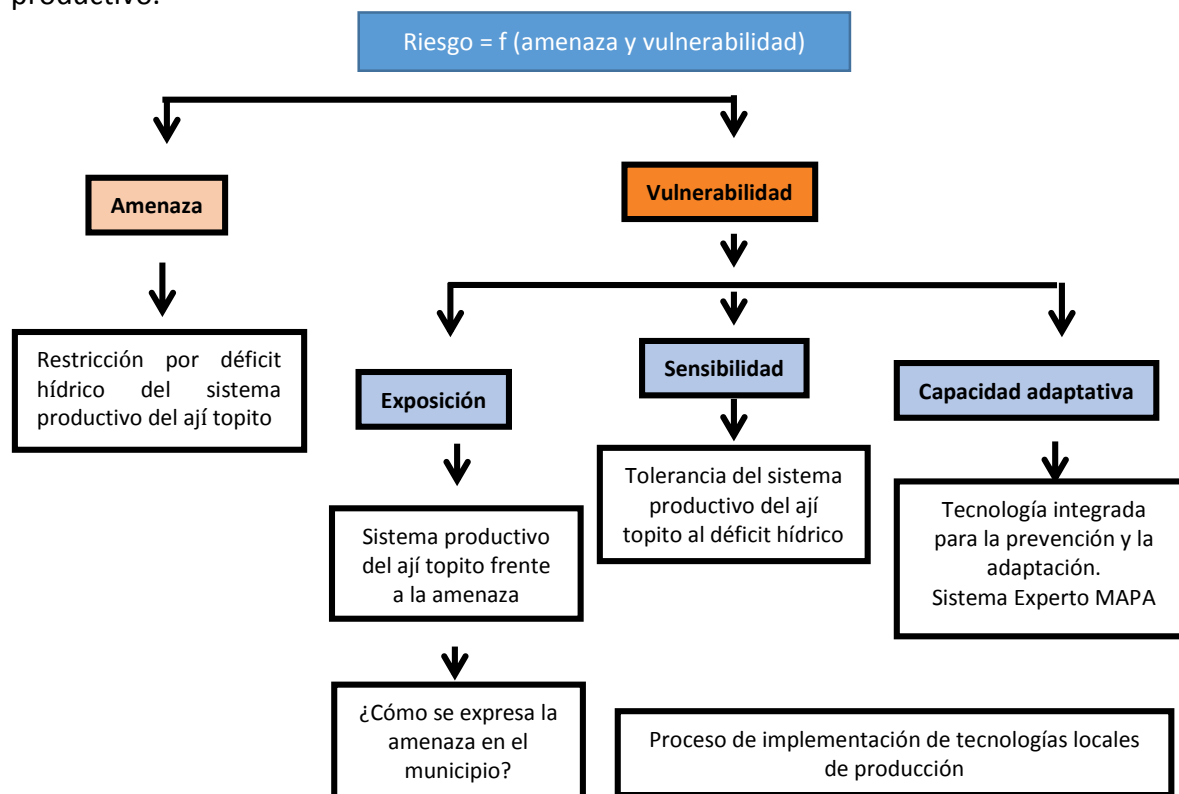 productivo.
Riesgo = f (amenaza y vulnerabilidad)
Amenaza
Vulnerabilidad
Restricción por déficit
hídrico del sistema
productivo del ají topito
Exposición
Sensibilidad
Capacidad adaptativa
Sistema productivo
del ají topito frente
a la amenaza
Tolerancia del sistema
productivo del ají
topito al déficit hídrico
Tecnología integrada
para la prevención y la
adaptación.
Sistema Experto MAPA
¿Cómo se expresa la
amenaza en el
municipio?
Proceso de implementación de tecnologías locales
de producción